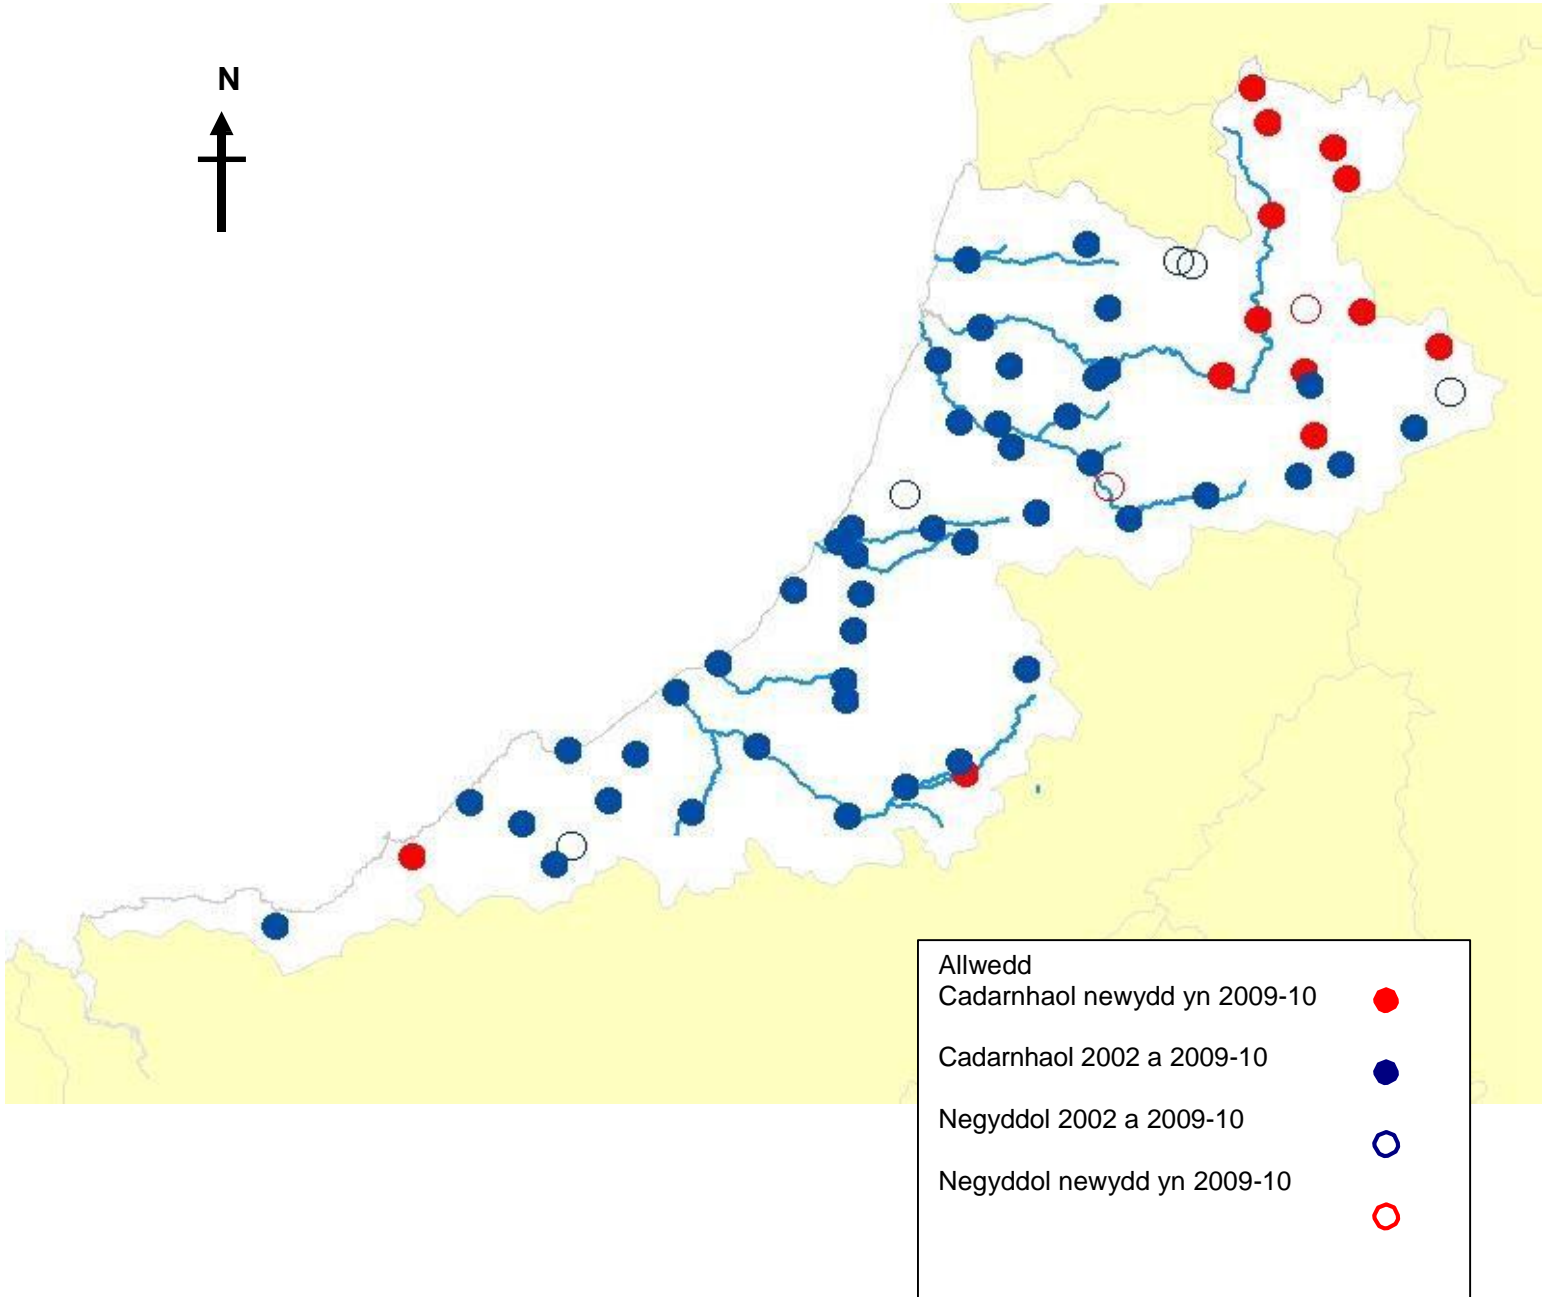 N
Allwedd
Cadarnhaol newydd yn 2009-10
Cadarnhaol 2002 a 2009-10
Negyddol 2002 a 2009-10
Negyddol newydd yn 2009-10